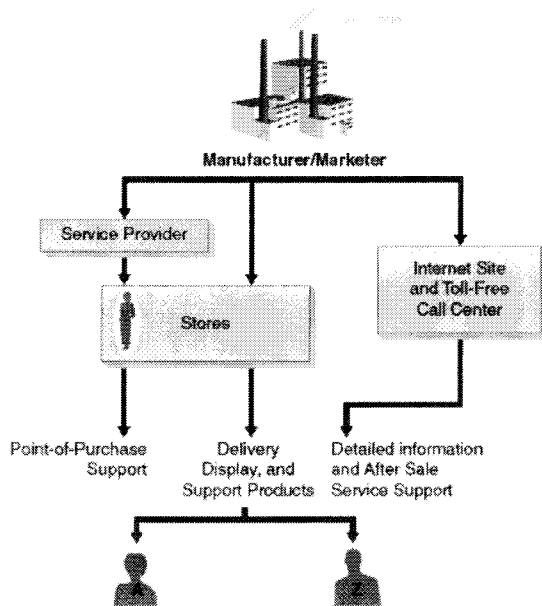 Manufacturer/Marketer
Service Provider
Internet Site
and Toll-Free
Call Center
Stores
Point-of-Purchase
Support
Delivery
Display, and
Support Products
Detailed information
and After Sale
Service Support
A
Z